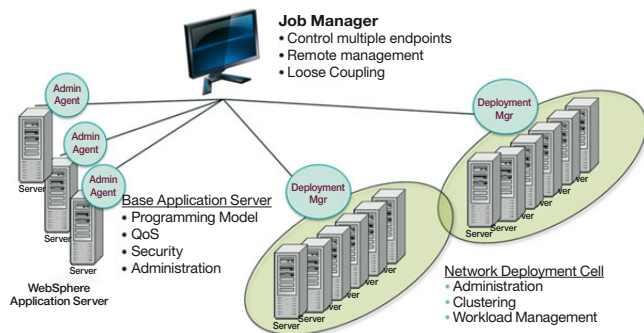 Job Manager
• Control multiple endpoints
• Remote management
• Loose Coupling
Admin
Agent
Admin
Agent
Admin
Agent
Deployment
Mgr
Deployment
Mgr
Server
Server
Server
WebSphere
Application Server
Base Application Server
• Programming Model
• QoS
• Security
• Administration
Server
Server
Server
Server
Network Deployment Cell
• Administration
• Clustering
• Workload Management